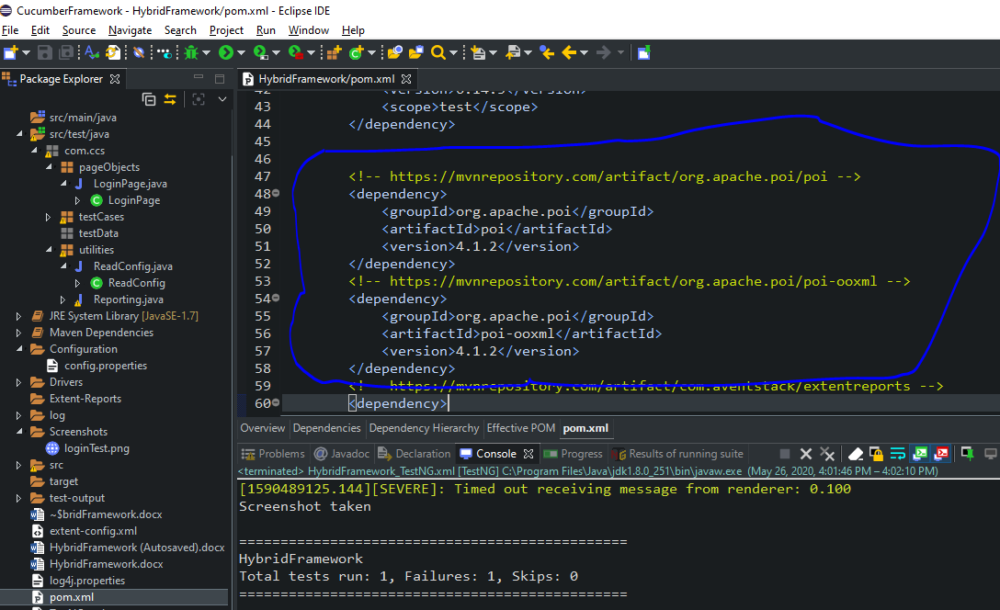 CucumberFramework - HybridFramework/pom.xml - Eclipse IDE
File Edit Source Navigate Search Project Run Window Help
Package Explorer
src/main/java
src/test/java
com.ccs
pageObjects
LoginPage.java
LoginPage
testCases
testData
utilities
ReadConfig.java
ReadConfig
Reporting.java
JRE System Library [JavaSE-1.7]
Maven Dependencies
Configuration
config.properties
Drivers
Extent-Reports
log
Screenshots
loginTest.png
src
target
test-output
~$bridFramework.docx
extent-config.xml
HybridFramework (Autosaved).docx
HybridFramework.docx
log4j.properties
pom.xml
HybridFramework/pom.xml
42 <version>6.14.3</version>
43 <scope>test</scope>
44 </dependency>
45
46
47 <!-- https://mvnrepository.com/artifact/org.apache.poi/poi -->
48 <dependency>
49 <groupId>org.apache.poi</groupId>
50 <artifactId>poi</artifactId>
51 <version>4.1.2</version>
52 </dependency>
53 <!-- https://mvnrepository.com/artifact/org.apache.poi/poi-ooxml -->
54 <dependency>
55 <groupId>org.apache.poi</groupId>
56 <artifactId>poi-ooxml</artifactId>
57 <version>4.1.2</version>
58 </dependency>
59 <!-- https://mvnrepository.com/artifact/com.aventstack/extentreports -->
60 <dependency>
Overview Dependencies Dependency Hierarchy Effective POM pom.xml
Problems Javadoc Declaration Console Progress Results of running suite
<terminated> HybridFramework_TestNG.xml [TestNG] C:\Program Files\Java\jdk1.8.0_251\bin\javaw.exe (May 26, 2020, 4:01:46 PM – 4:02:10 PM)
[1590489125.144][SEVERE]: Timed out receiving message from renderer: 0.100
Screenshot taken
===============================================
HybridFramework
Total tests run: 1, Failures: 1, Skips: 0
===============================================